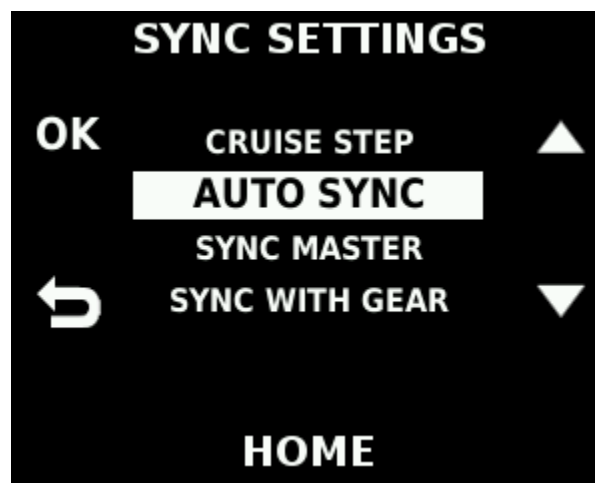 SYNC SETTINGS
OK
CRUISE STEP
AUTO SYNC
SYNC MASTER
SYNC WITH GEAR
HOME